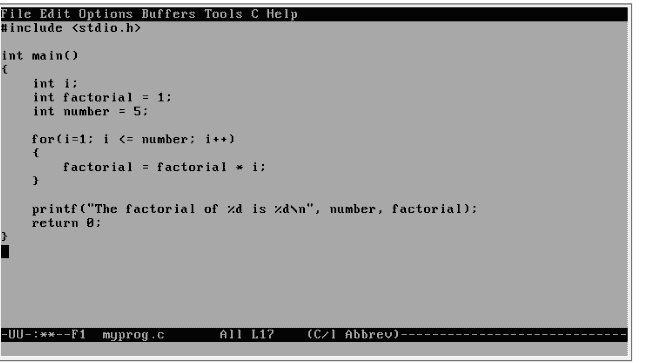 File Edit Options Buffers Tools C Help
#include <stdio.h>

int main()
{
    int i;
    int factorial = 1;
    int number = 5;

    for(i=1; i <= number; i++)
    {
        factorial = factorial * i;
    }

    printf("The factorial of %d is %d\n", number, factorial);
    return 0;
}

-UU-:**--F1  myprog.c       All L17    (C/l Abbrev)------------------------------